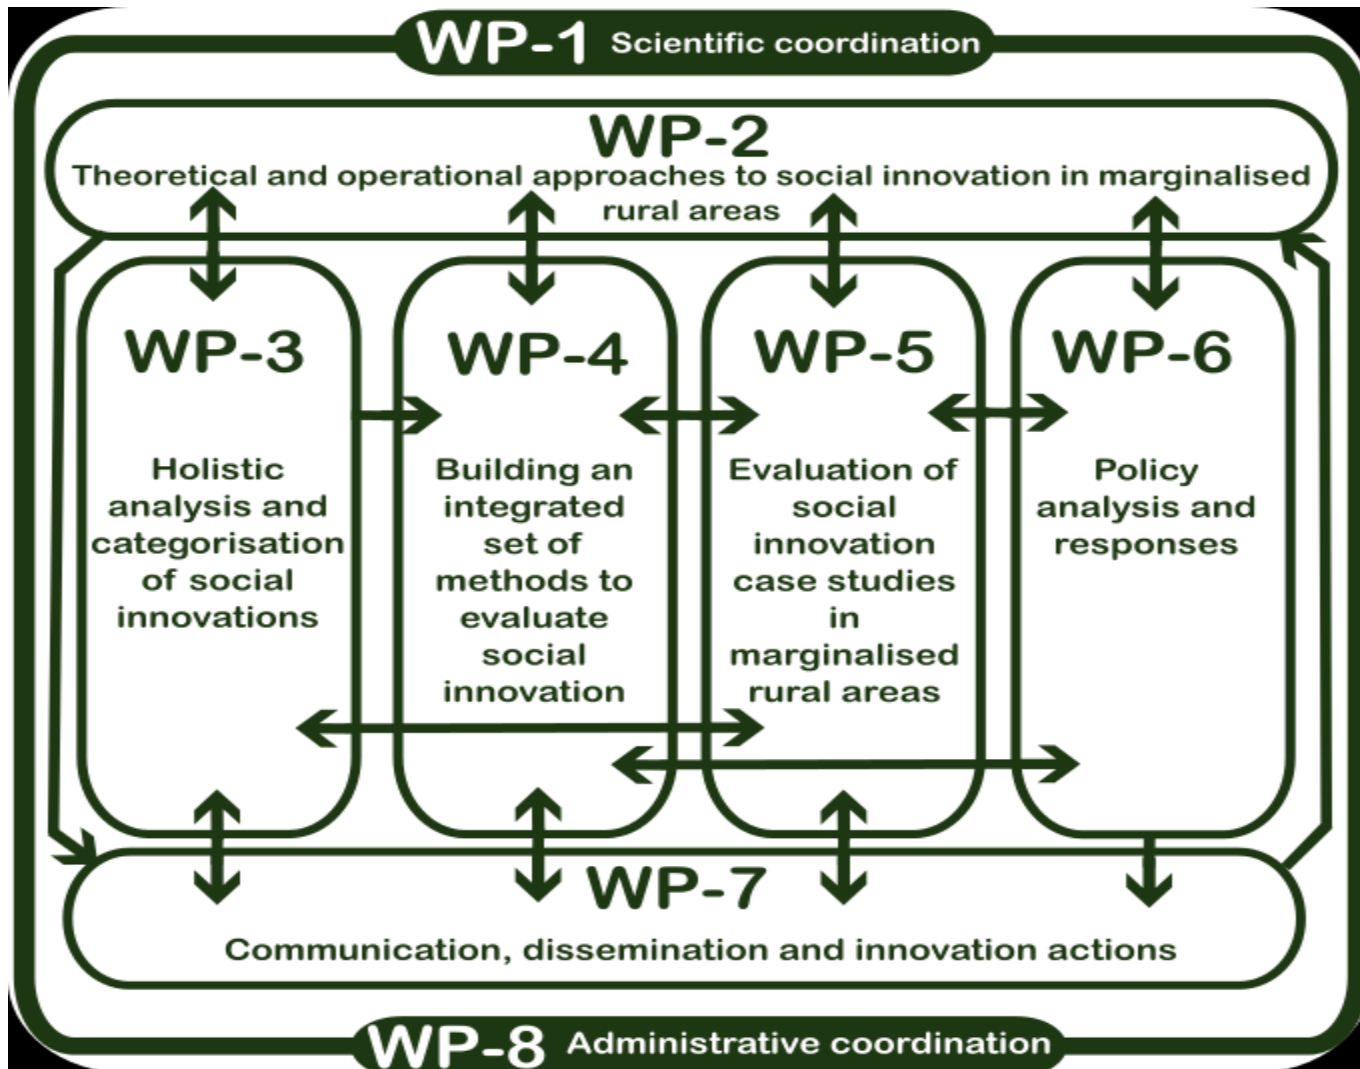 WP-1 Scientific coordination
WP-2
Theoretical and operational approaches to social innovation in marginalised
rural areas
WP-3
Holistic
analysis and
categorisation
of social
innovations
WP-4
Building an
integrated
set of
methods to
evaluate
social
innovation
WP-5
Evaluation of
social
innovation
case studies
in
marginalised
rural areas
WP-6
Policy
analysis and
responses
WP-7
Communication, dissemination and innovation actions
WP-8 Administrative coordination